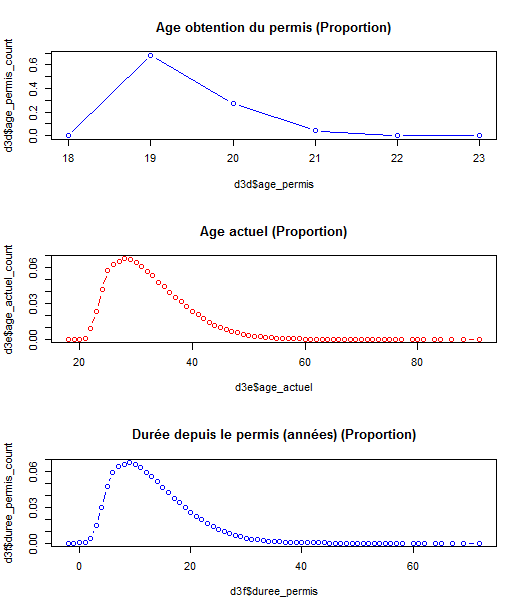 Age obtention du permis (Proportion)
d3d$age_permis_count
0.0 0.2 0.4 0.6
18 19 20 21 22 23
d3d$age_permis
Age actuel (Proportion)
d3e$age_actuel_count
0.00 0.03 0.06
20 40 60 80
d3e$age_actuel
Durée depuis le permis (années) (Proportion)
d3f$duree_permis_count
0.00 0.03 0.06
0 20 40 60
d3f$duree_permis